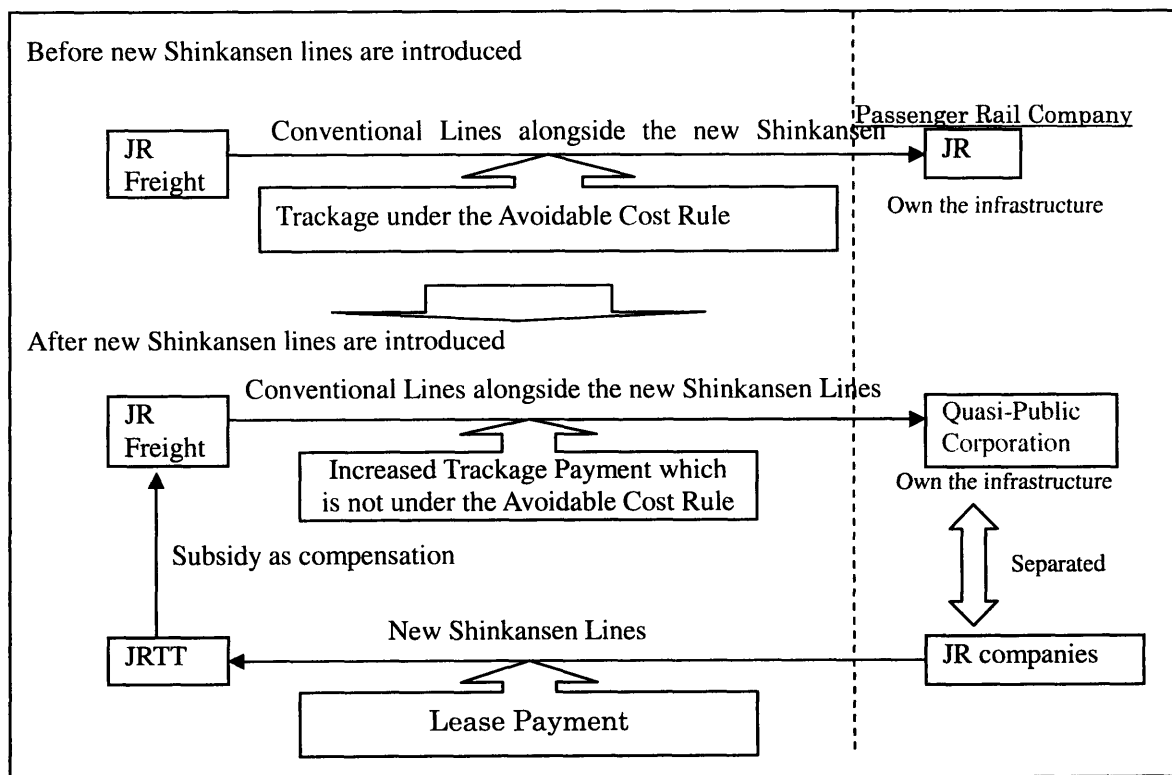 Before new Shinkansen lines are introduced
Passenger Rail Company
JR
Freight
Conventional Lines alongside the new Shinkansen
JR
Trackage under the Avoidable Cost Rule
Own the infrastructure
After new Shinkansen lines are introduced
Conventional Lines alongside the new Shinkansen Lines
JR
Freight
Quasi-Public
Corporation
Increased Trackage Payment which
is not under the Avoidable Cost Rule
Own the infrastructure
Subsidy as compensation
Separated
New Shinkansen Lines
JRTT
JR companies
Lease Payment